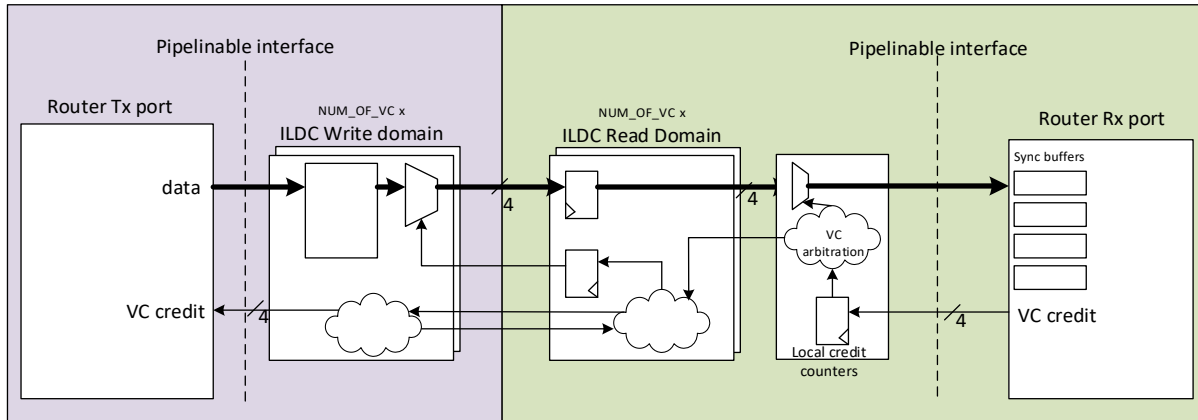 Pipelinable interface
Pipelinable interface
Router Tx port
NUM_OF_VC x
ILDC Write domain
NUM_OF_VC x
ILDC Read Domain
Router Rx port
Sync buffers
data
4
4
VC
arbitration
VC credit
4
4
VC credit
Local credit
counters